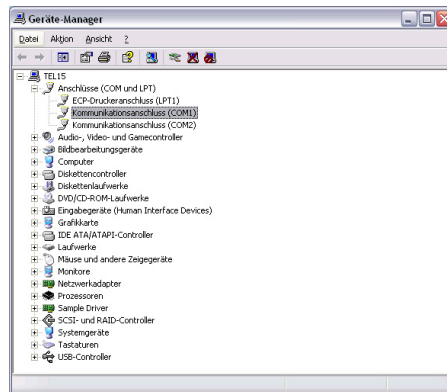 Geräte-Manager
Datei Aktion Ansicht ?
TEL15
Anschlüsse (COM und LPT)
ECP-Druckeranschluss (LPT1)
Kommunikationsanschluss (COM1)
Kommunikationsanschluss (COM2)
Audio-, Video- und Gamecontroller
Bildbearbeitungsgeräte
Computer
Diskettencontroller
Diskettenlaufwerke
DVD/CD-ROM-Laufwerke
Eingabegeräte (Human Interface Devices)
Grafikkarte
IDE ATA/ATAPI-Controller
Laufwerke
Mäuse und andere Zeigegeräte
Monitore
Netzwerkadapter
Prozessoren
Sample Driver
SCSI- und RAID-Controller
Systemgeräte
Tastaturen
USB-Controller